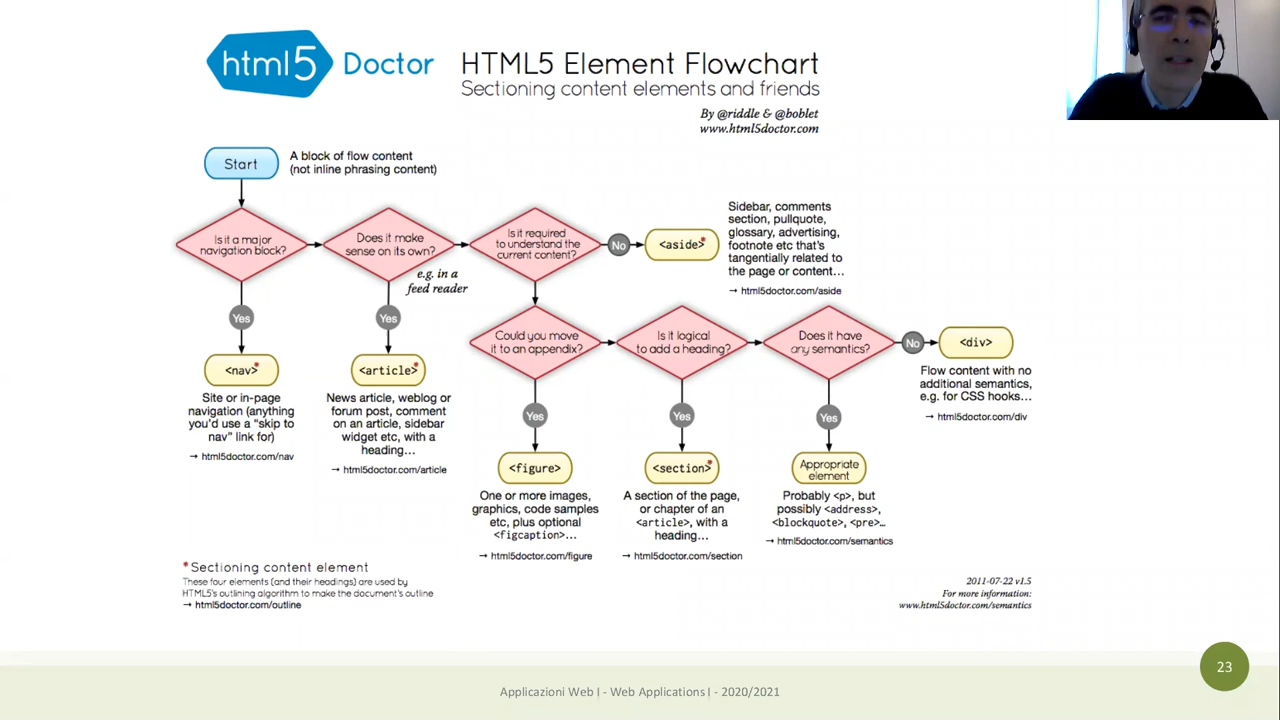 html5 Doctor
HTML5 Element Flowchart
Sectioning content elements and friends
By @riddle & @boblet
www.html5doctor.com
Start
A block of flow content
(not inline phrasing content)
Is it a major
navigation block?
Does it make
sense on its own?
e.g. in a
feed reader
Is it required
to understand the
current content?
No
<aside>*
Sidebar, comments
section, pullquote,
glossary, advertising,
footnote etc that's
tangentially related to
the page or content…
→ html5doctor.com/aside
Yes
<nav>*
Site or in-page
navigation (anything
you'd use a “skip to
nav” link for)
→ html5doctor.com/nav
Yes
<article>*
News article, weblog or
forum post, comment
on an article, sidebar
widget etc, with a
heading…
→ html5doctor.com/article
Could you move
it to an appendix?
Is it logical
to add a heading?
Does it have
any semantics?
No
<div>
Flow content with no
additional semantics,
e.g. for CSS hooks…
→ html5doctor.com/div
Yes
<figure>
One or more images,
graphics, code samples
etc, plus optional
<figcaption>…
→ html5doctor.com/figure
Yes
<section>*
A section of the page,
or chapter of an
<article>, with a
heading…
→ html5doctor.com/section
Yes
Appropriate
element
Probably <p>, but
possibly <address>,
<blockquote>, <pre>…
→ html5doctor.com/semantics
*Sectioning content element
These four elements (and their headings) are used by
HTML5's outlining algorithm to make the document's outline
→ html5doctor.com/outline
2011-07-22 v1.5
For more information:
www.html5doctor.com/semantics
23
Applicazioni Web I - Web Applications I - 2020/2021